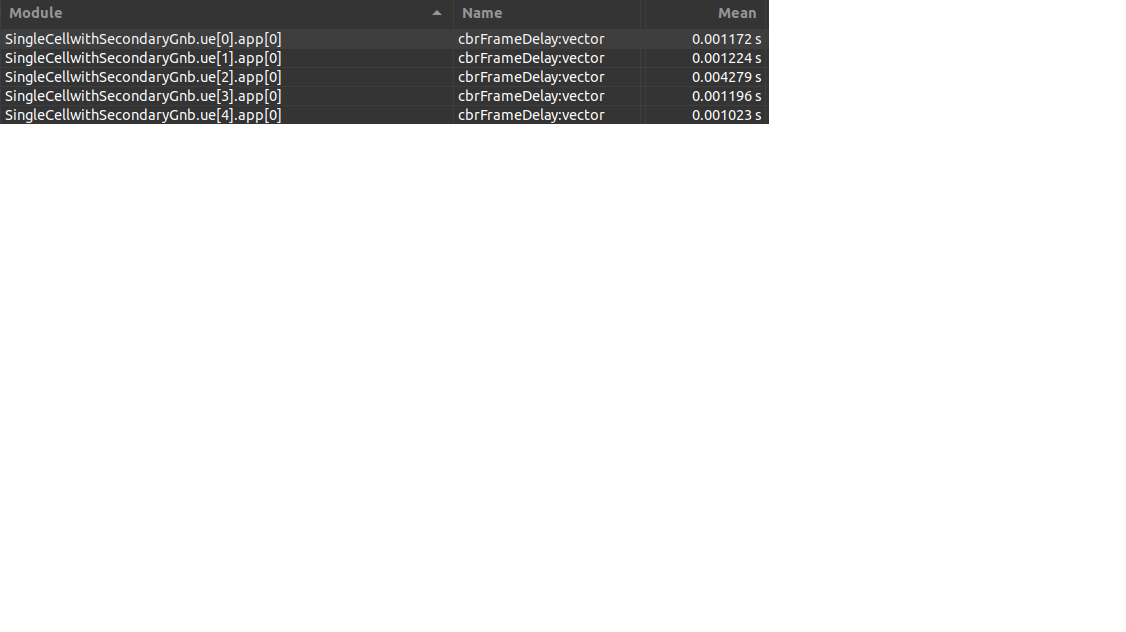 Module Name Mean
SingleCellwithSecondaryGnb.ue[0].app[0] cbrFrameDelay:vector 0.001172 s
SingleCellwithSecondaryGnb.ue[1].app[0] cbrFrameDelay:vector 0.001224 s
SingleCellwithSecondaryGnb.ue[2].app[0] cbrFrameDelay:vector 0.004279 s
SingleCellwithSecondaryGnb.ue[3].app[0] cbrFrameDelay:vector 0.001196 s
SingleCellwithSecondaryGnb.ue[4].app[0] cbrFrameDelay:vector 0.001023 s